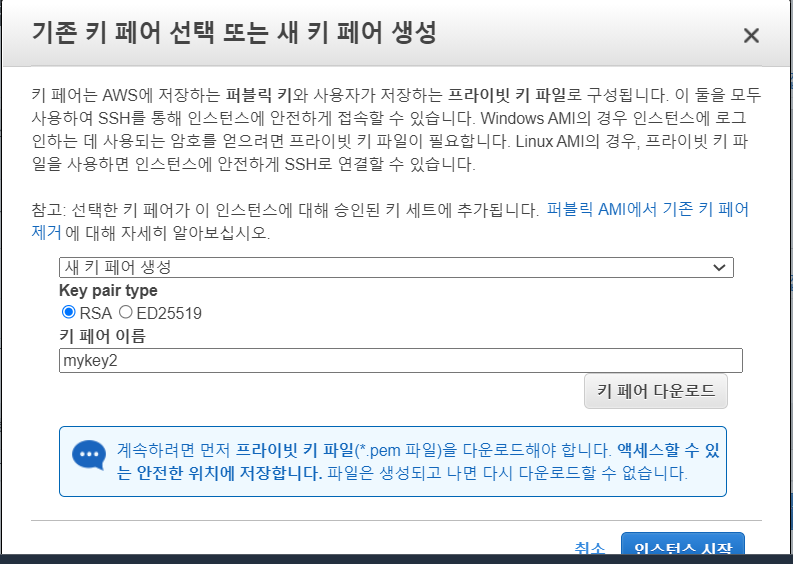 기존 키 페어 선택 또는 새 키 페어 생성
키 페어는 AWS에 저장하는 퍼블릭 키와 사용자가 저장하는 프라이빗 키 파일로 구성됩니다. 이 둘을 모두
사용하여 SSH를 통해 인스턴스에 안전하게 접속할 수 있습니다. Windows AMI의 경우 인스턴스에 로그
인하는 데 사용되는 암호를 얻으려면 프라이빗 키 파일이 필요합니다. Linux AMI의 경우, 프라이빗 키 파
일을 사용하면 인스턴스에 안전하게 SSH로 연결할 수 있습니다.
참고: 선택한 키 페어가 이 인스턴스에 대해 승인된 키 세트에 추가됩니다. 퍼블릭 AMI에서 기존 키 페어
제거 에 대해 자세히 알아보십시오.
새 키 페어 생성
Key pair type
RSA ED25519
키 페어 이름
mykey2
키 페어 다운로드
계속하려면 먼저 프라이빗 키 파일(*.pem 파일)을 다운로드해야 합니다. 액세스할 수 있
는 안전한 위치에 저장합니다. 파일은 생성되고 나면 다시 다운로드할 수 없습니다.
취소 인스턴스 시작